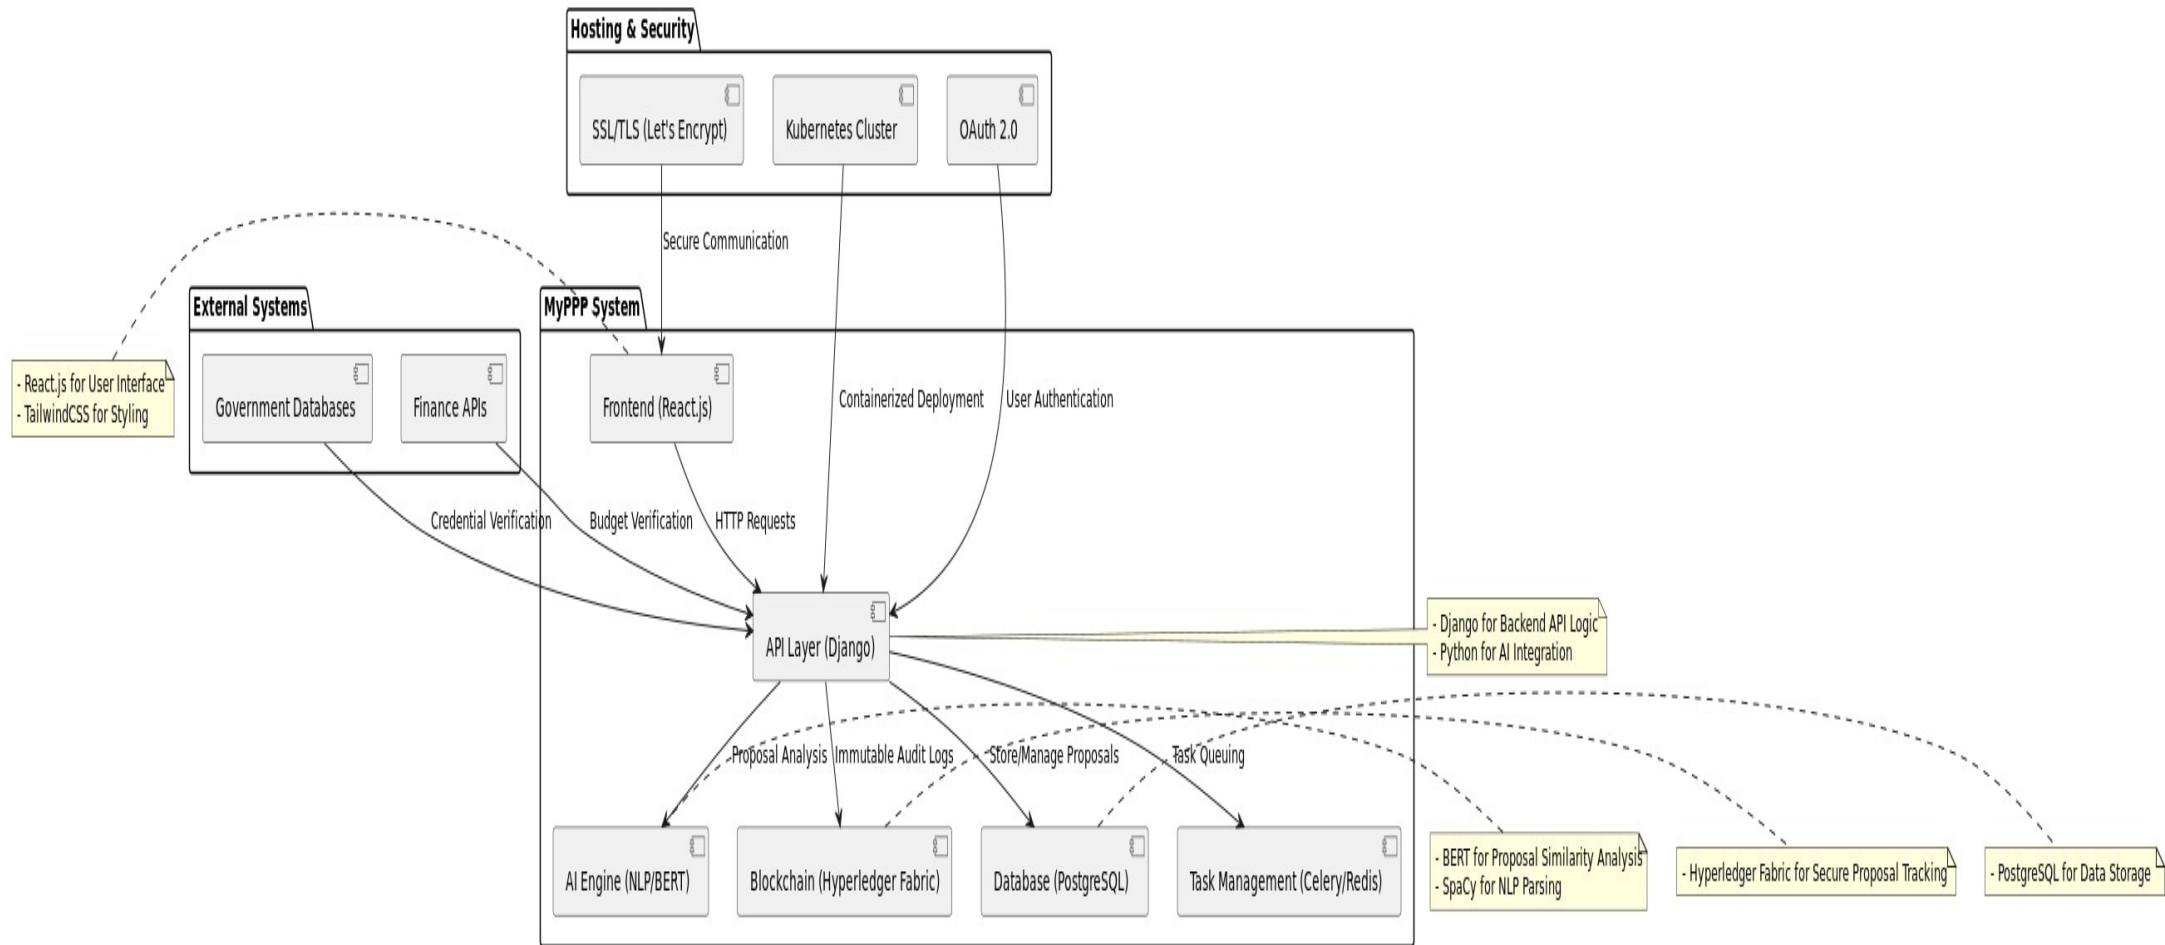 Hosting & Security
SSL/TLS (Let's Encrypt)
Kubernetes Cluster
OAuth 2.0
Secure Communication
External Systems
MyPPP System
- React.js for User Interface
- TailwindCSS for Styling
Government Databases
Finance APIs
Frontend (React.js)
Containerized Deployment
User Authentication
Credential Verification
Budget Verification
HTTP Requests
API Layer (Django)
- Django for Backend API Logic
- Python for AI Integration
Proposal Analysis
Immutable Audit Logs
Store/Manage Proposals
Task Queuing
AI Engine (NLP/BERT)
Blockchain (Hyperledger Fabric)
Database (PostgreSQL)
Task Management (Celery/Redis)
- BERT for Proposal Similarity Analysis
- SpaCy for NLP Parsing
- Hyperledger Fabric for Secure Proposal Tracking
- PostgreSQL for Data Storage